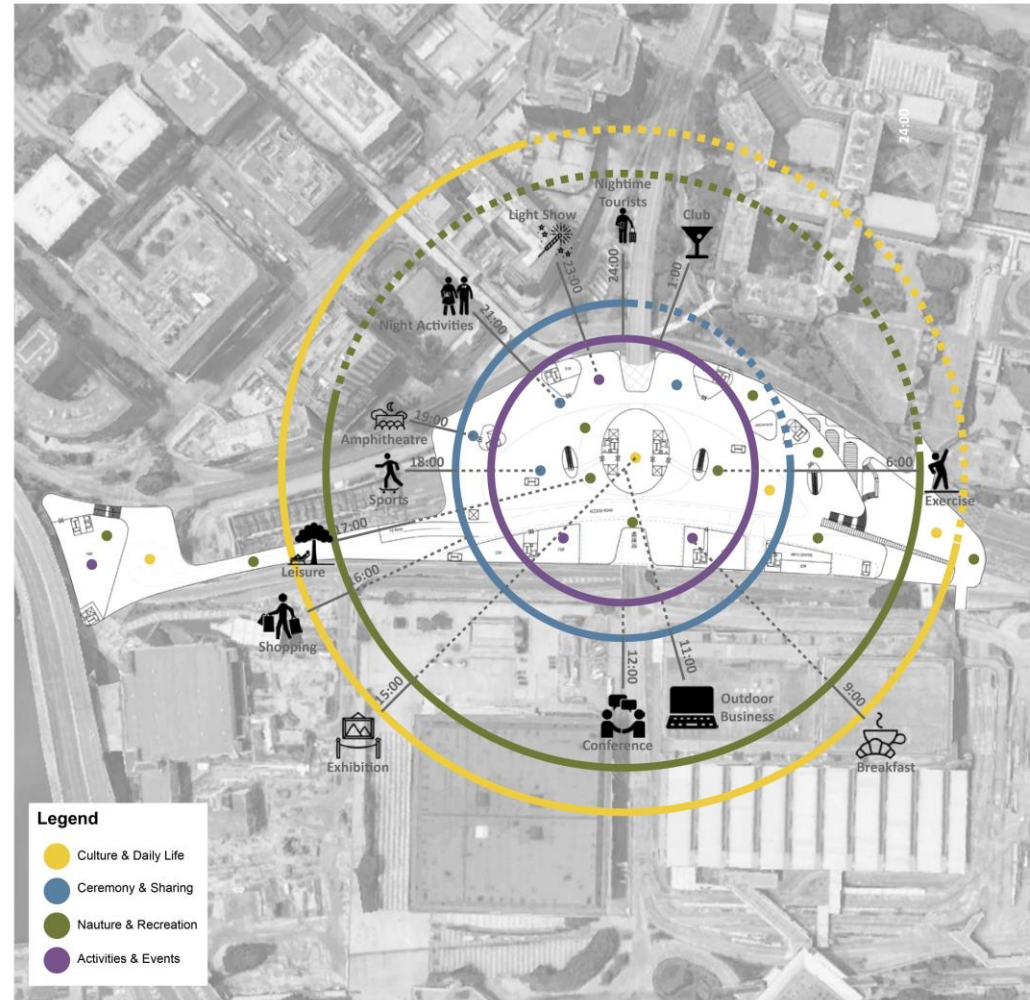 24:00
Nightime
Tourists
Light Show
Club
23:00
24:00
1:00
Night Activities
21:00
19:00
Amphitheatre
18:00
Sports
6:00
Exercise
17:00
Leisure
ACCESS ROAD
16:00
Shopping
15:00
Exhibition
12:00
Conference
11:00
Outdoor
Business
9:00
Breakfast
Legend
Culture & Daily Life
Ceremony & Sharing
Nauture & Recreation
Activities & Events